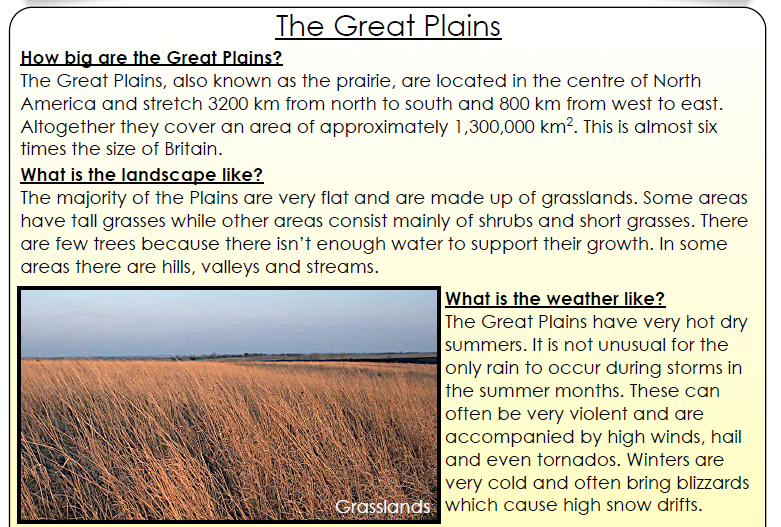 The Great Plains
How big are the Great Plains?
The Great Plains, also known as the prairie, are located in the centre of North
America and stretch 3200 km from north to south and 800 km from west to east.
Altogether they cover an area of approximately 1,300,000 km². This is almost six
times the size of Britain.
What is the landscape like?
The majority of the Plains are very flat and are made up of grasslands. Some areas
have tall grasses while other areas consist mainly of shrubs and short grasses. There
are few trees because there isn't enough water to support their growth. In some
areas there are hills, valleys and streams.
Grasslands
What is the weather like?
The Great Plains have very hot dry
summers. It is not unusual for the
only rain to occur during storms in
the summer months. These can
often be very violent and are
accompanied by high winds, hail
and even tornados. Winters are
very cold and often bring blizzards
which cause high snow drifts.